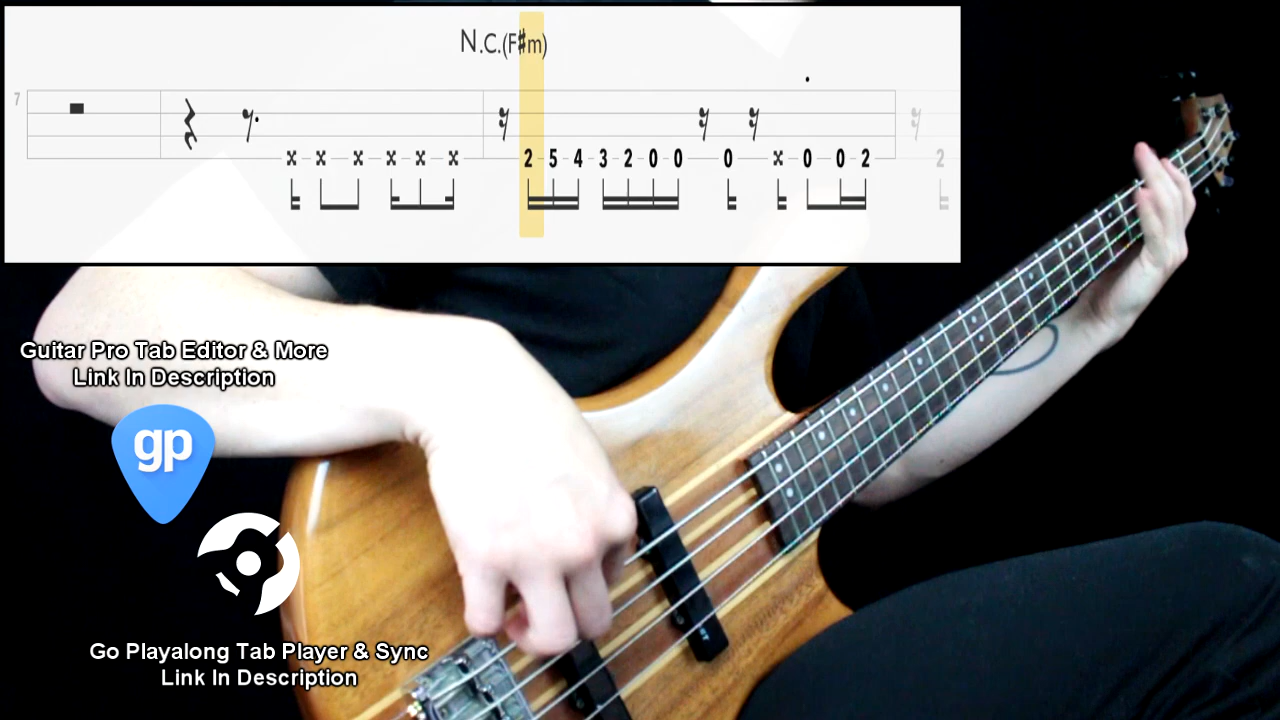 N.C.(F#m)
7
x x x x x x 2 5 4 3 2 0 0 0 x 0 0 2 2
Guitar Pro Tab Editor & More
Link In Description
gp
Go Playalong Tab Player & Sync
Link In Description